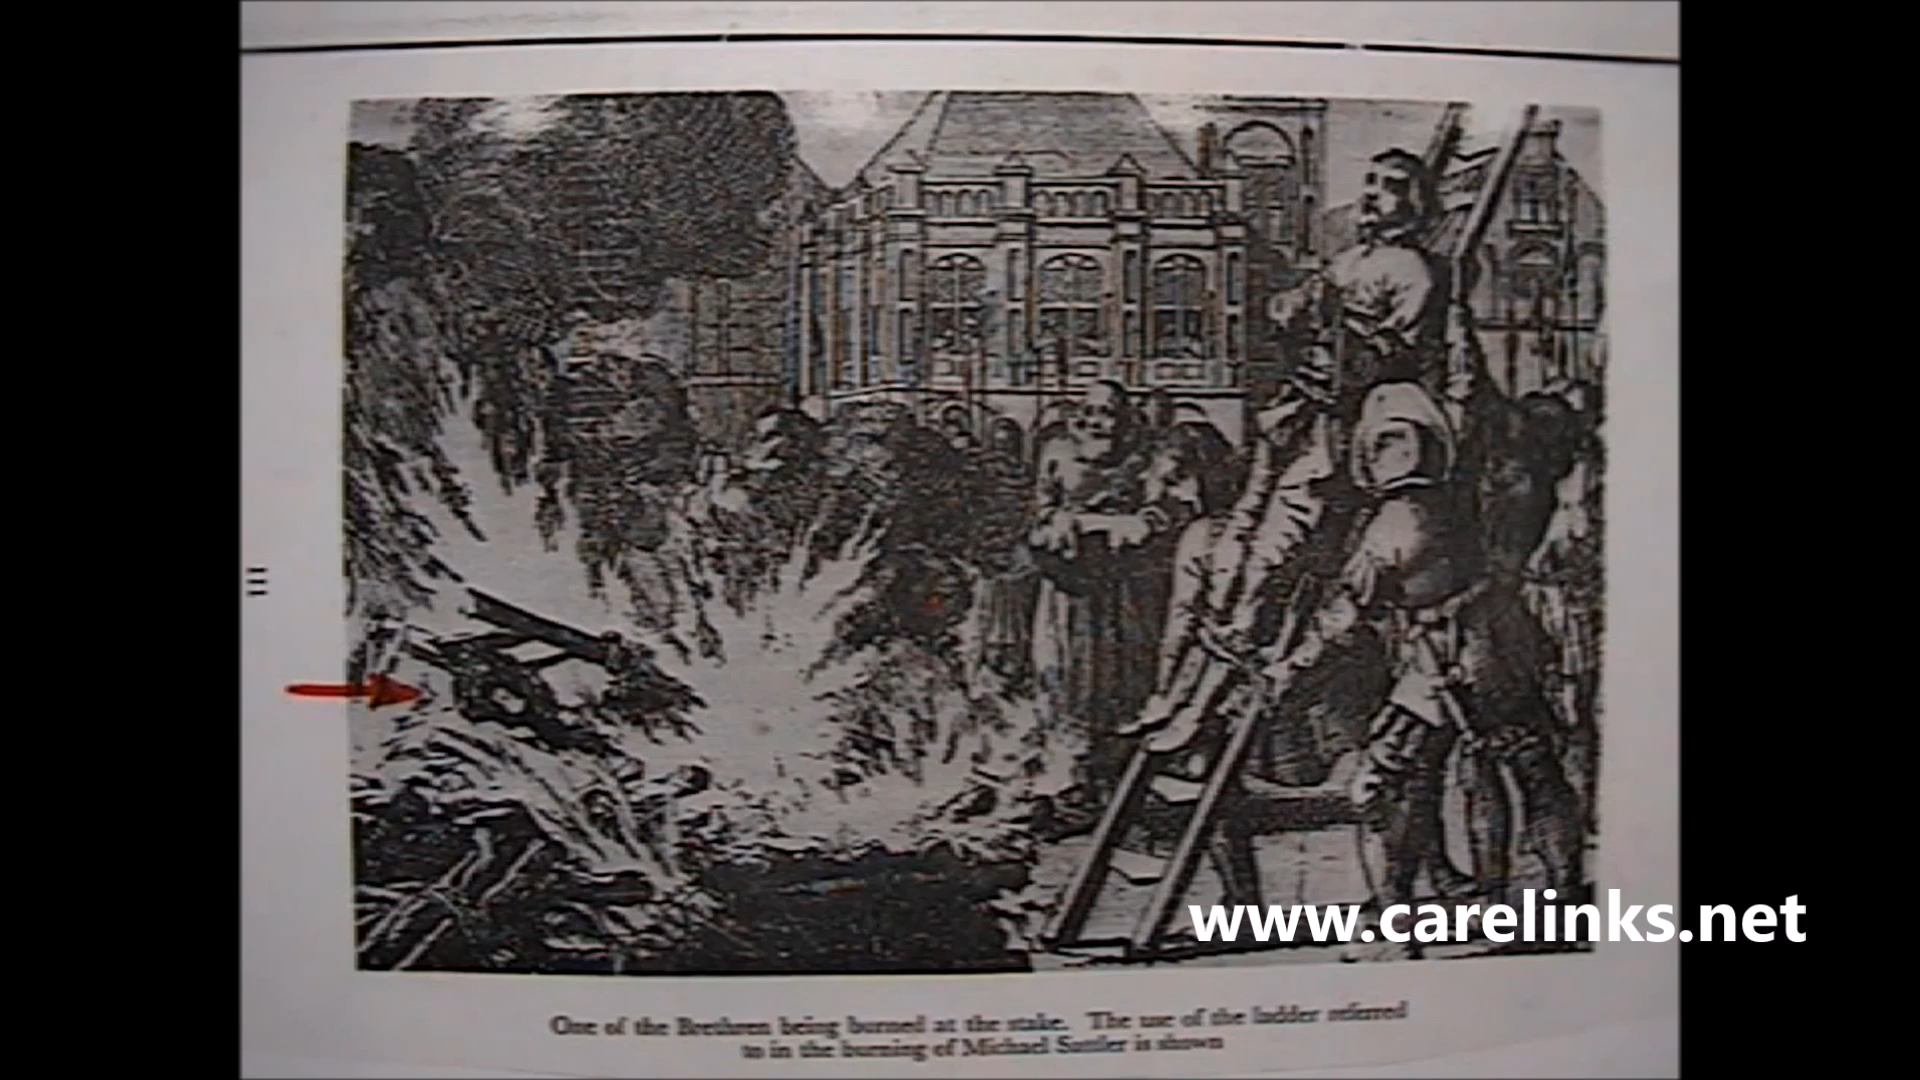 www.carelinks.net
One of the Brethren being burned at the stake. The use of the ladder referred
to in the burning of Michael Sattler is shown